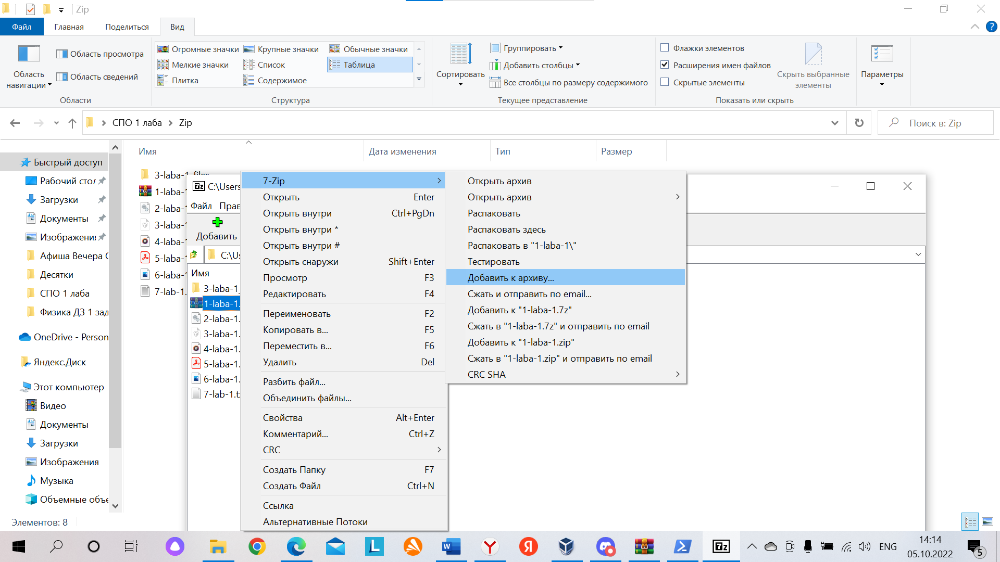 Zip
Файл Главная Поделиться Вид
Область навигации
Область просмотра
Область сведений
Области
Огромные значки Крупные значки Обычные значки
Мелкие значки Список Таблица
Плитка Содержимое
Структура
Сортировать
Группировать
Добавить столбцы
Все столбцы по размеру содержимого
Текущее представление
Флажки элементов
Расширения имен файлов
Скрытые элементы
Скрыть выбранные
элементы
Показать или скрыть
Параметры
СПО 1 лаба Zip
Поиск в: Zip
Имя Дата изменения Тип Размер
Быстрый доступ
Рабочий стол
Загрузки
Документы
Изображения
Афиша Вечера
Десятки
СПО 1 лаба
Физика ДЗ 1 зад
OneDrive - Person
Яндекс.Диск
Этот компьютер
Видео
Документы
Загрузки
Изображения
Музыка
Объемные объе
Элементов: 8
3-laba-1_files
1-laba-1
2-laba-1
3-laba-1
4-laba-1
5-laba-1
6-laba-1
7-lab-1.
7z C:\Users
Файл Прав
Добавить
C:\Us
Имя
3-laba-1_
1-laba-1.
2-laba-1.
3-laba-1.
4-laba-1.
5-laba-1.
6-laba-1.
7-lab-1.tx
7-Zip
Открыть Enter
Открыть внутри Ctrl+PgDn
Открыть внутри *
Открыть внутри #
Открыть снаружи Shift+Enter
Просмотр F3
Редактировать F4
Переименовать F2
Копировать в... F5
Переместить в... F6
Удалить Del
Разбить файл...
Объединить файлы...
Свойства Alt+Enter
Комментарий... Ctrl+Z
CRC
Создать Папку F7
Создать Файл Ctrl+N
Ссылка
Альтернативные Потоки
Открыть архив
Открыть архив
Распаковать
Распаковать здесь
Распаковать в "1-laba-1\"
Тестировать
Добавить к архиву...
Сжать и отправить по email...
Добавить к "1-laba-1.7z"
Сжать в "1-laba-1.7z" и отправить по email
Добавить к "1-laba-1.zip"
Сжать в "1-laba-1.zip" и отправить по email
CRC SHA
ENG
14:14
05.10.2022
5